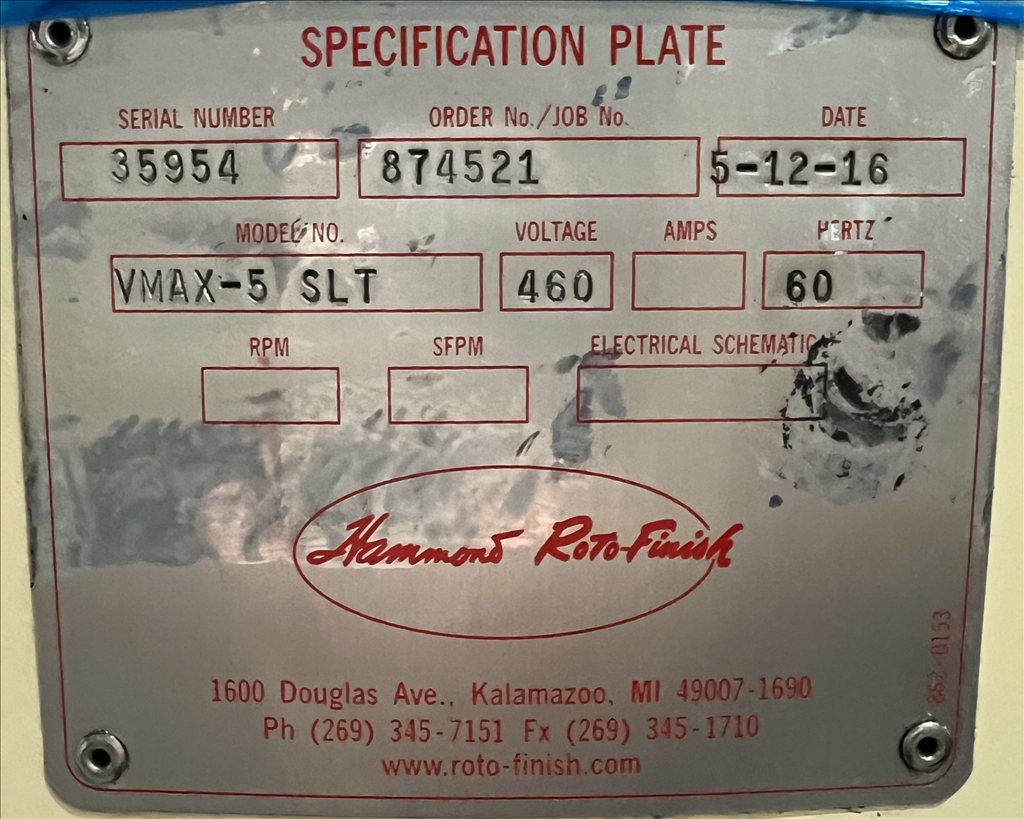 SPECIFICATION PLATE
SERIAL NUMBER ORDER No./JOB No. DATE
35954 874521 5-12-16
MODEL NO. VOLTAGE AMPS HERTZ
VMAX-5 SLT 460 60
RPM SFPM ELECTRICAL SCHEMATIC
Hammond Roto-Finish
1600 Douglas Ave., Kalamazoo, MI 49007-1690
Ph (269) 345-7151 Fx (269) 345-1710
www.roto-finish.com
852-0153